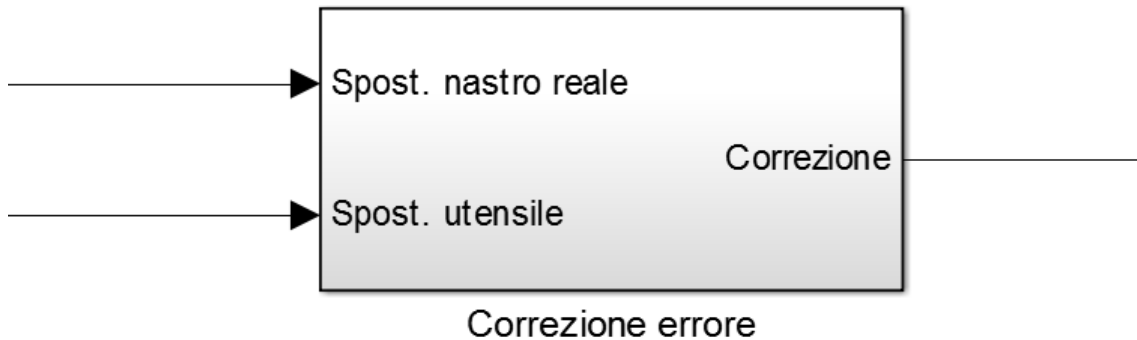 Spost. nastro reale
Correzione
Spost. utensile
Correzione errore